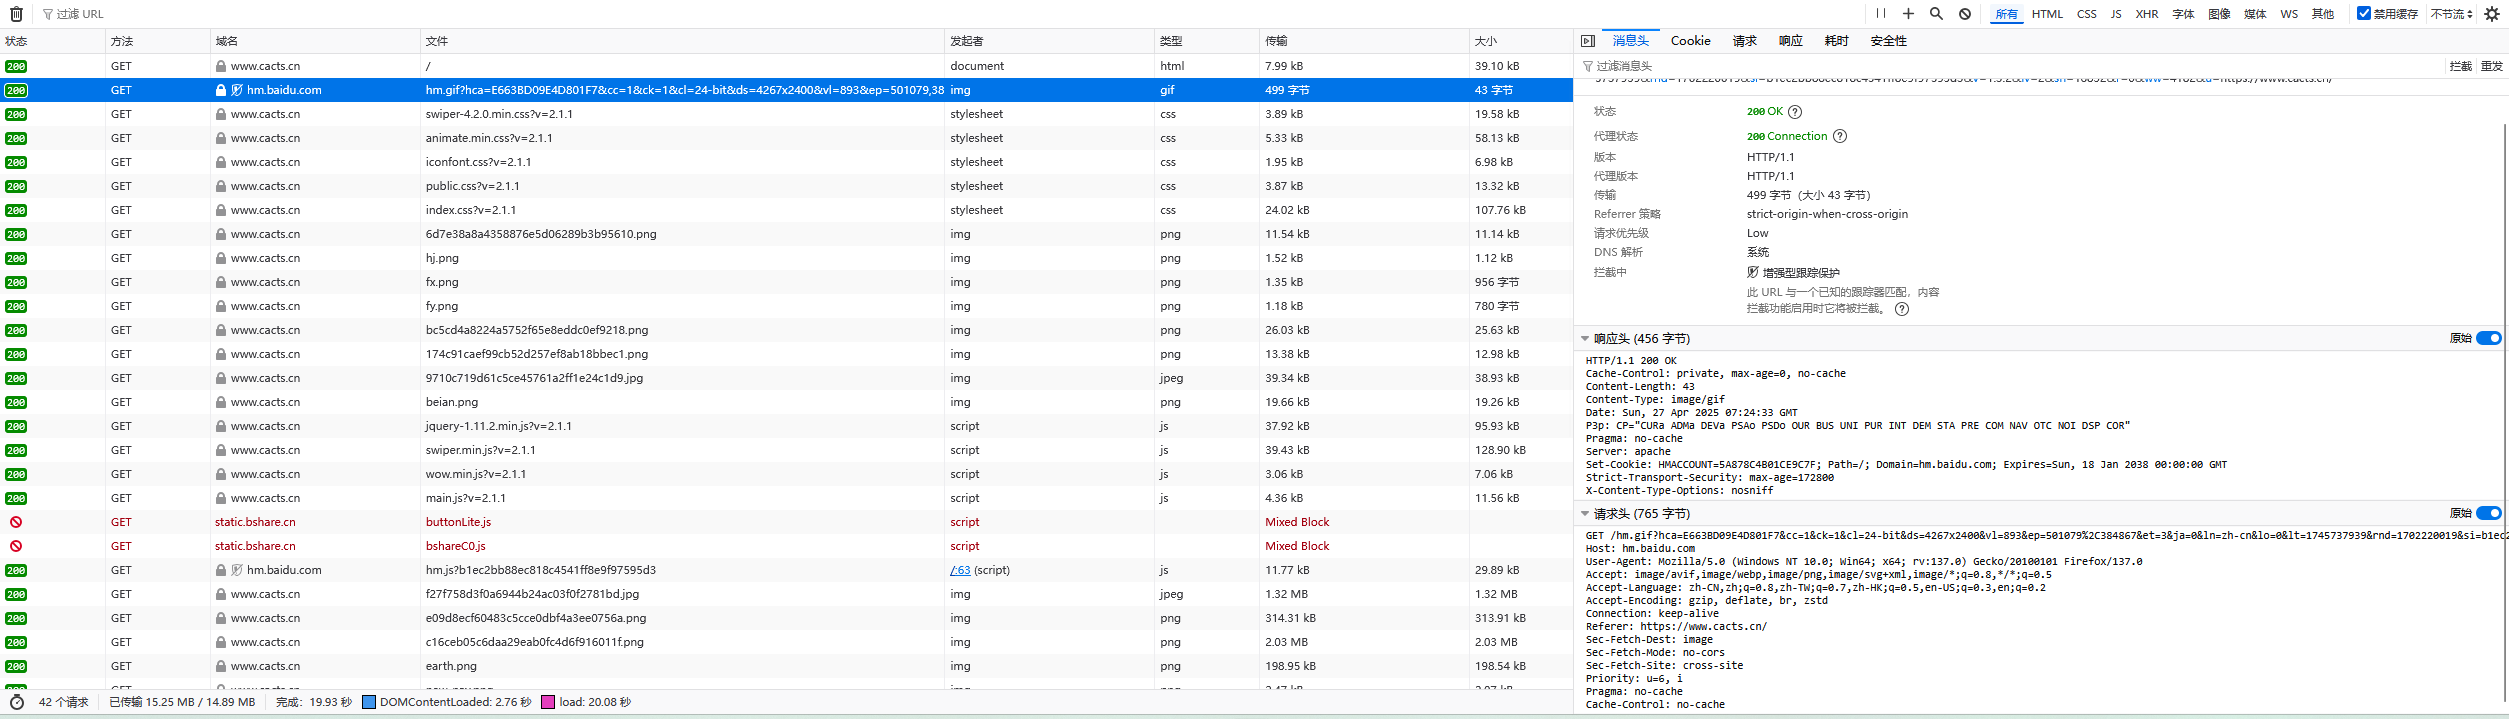 过滤 URL
所有 HTML CSS JS XHR 字体 图像 媒体 WS 其他 禁用缓存 不节流
状态 方法 域名 文件 发起者 类型 传输 大小
200 GET www.cacts.cn / document html 7.99 kB 39.10 kB
200 GET hm.baidu.com hm.gif?hca=E663BD09E4D801F7&cc=1&ck=1&cl=24-bit&ds=4267x2400&vl=893&ep=501079,38 img gif 499 字节 43 字节
200 GET www.cacts.cn swiper-4.2.0.min.css?v=2.1.1 stylesheet css 3.89 kB 19.58 kB
200 GET www.cacts.cn animate.min.css?v=2.1.1 stylesheet css 5.33 kB 58.13 kB
200 GET www.cacts.cn iconfont.css?v=2.1.1 stylesheet css 1.95 kB 6.98 kB
200 GET www.cacts.cn public.css?v=2.1.1 stylesheet css 3.87 kB 13.32 kB
200 GET www.cacts.cn index.css?v=2.1.1 stylesheet css 24.02 kB 107.76 kB
200 GET www.cacts.cn 6d7e38a8a4358876e5d06289b3b95610.png img png 11.54 kB 11.14 kB
200 GET www.cacts.cn hj.png img png 1.52 kB 1.12 kB
200 GET www.cacts.cn fx.png img png 1.35 kB 956 字节
200 GET www.cacts.cn fy.png img png 1.18 kB 780 字节
200 GET www.cacts.cn bc5cd4a8224a5752f65e8eddc0ef9218.png img png 26.03 kB 25.63 kB
200 GET www.cacts.cn 174c91caef99cb52d257ef8ab18bbec1.png img png 13.38 kB 12.98 kB
200 GET www.cacts.cn 9710c719d61c5ce45761a2ff1e24c1d9.jpg img jpeg 39.34 kB 38.93 kB
200 GET www.cacts.cn beian.png img png 19.66 kB 19.26 kB
200 GET www.cacts.cn jquery-1.11.2.min.js?v=2.1.1 script js 37.92 kB 95.93 kB
200 GET www.cacts.cn swiper.min.js?v=2.1.1 script js 39.43 kB 128.90 kB
200 GET www.cacts.cn wow.min.js?v=2.1.1 script js 3.06 kB 7.06 kB
200 GET www.cacts.cn main.js?v=2.1.1 script js 4.36 kB 11.56 kB
GET static.bshare.cn buttonLite.js script Mixed Block
GET static.bshare.cn bshareC0.js script Mixed Block
200 GET hm.baidu.com hm.js?b1ec2bb88ec818c4541ff8e9f97595d3 /:63 (script) js 11.77 kB 29.89 kB
200 GET www.cacts.cn f27f758d3f0a6944b24ac03f0f2781bd.jpg img jpeg 1.32 MB 1.32 MB
200 GET www.cacts.cn e09d8ecf60483c5cce0dbf4a3ee0756a.png img png 314.31 kB 313.91 kB
200 GET www.cacts.cn c16ceb05c6daa29eab0fc4d6f916011f.png img png 2.03 MB 2.03 MB
200 GET www.cacts.cn earth.png img png 198.95 kB 198.54 kB
42 个请求 已传输 15.25 MB / 14.89 MB 完成：19.93 秒 DOMContentLoaded: 2.76 秒 load: 20.08 秒
消息头 Cookie 请求 响应 耗时 安全性
过滤消息头 拦截 重发
状态 200 OK
代理状态 200 Connection
版本 HTTP/1.1
代理版本 HTTP/1.1
传输 499 字节（大小 43 字节）
Referrer 策略 strict-origin-when-cross-origin
请求优先级 Low
DNS 解析 系统
拦截中 增强型跟踪保护
此 URL 与一个已知的跟踪器匹配，内容
拦截功能启用时它将被拦截。
响应头 (456 字节) 原始
HTTP/1.1 200 OK
Cache-Control: private, max-age=0, no-cache
Content-Length: 43
Content-Type: image/gif
Date: Sun, 27 Apr 2025 07:24:33 GMT
P3p: CP="CURa ADMa DEVa PSAo PSDo OUR BUS UNI PUR INT DEM STA PRE COM NAV OTC NOI DSP COR"
Pragma: no-cache
Server: apache
Set-Cookie: HMACCOUNT=5A878C4B01CE9C7F; Path=/; Domain=hm.baidu.com; Expires=Sun, 18 Jan 2038 00:00:00 GMT
Strict-Transport-Security: max-age=172800
X-Content-Type-Options: nosniff
请求头 (765 字节) 原始
GET /hm.gif?hca=E663BD09E4D801F7&cc=1&ck=1&cl=24-bit&ds=4267x2400&vl=893&ep=501079%2C384867&et=3&ja=0&ln=zh-cn&lo=0&lt=1745737939&rnd=1702220019&si=b1ec2
Host: hm.baidu.com
User-Agent: Mozilla/5.0 (Windows NT 10.0; Win64; x64; rv:137.0) Gecko/20100101 Firefox/137.0
Accept: image/avif,image/webp,image/png,image/svg+xml,image/*;q=0.8,*/*;q=0.5
Accept-Language: zh-CN,zh;q=0.8,zh-TW;q=0.7,zh-HK;q=0.5,en-US;q=0.3,en;q=0.2
Accept-Encoding: gzip, deflate, br, zstd
Connection: keep-alive
Referer: https://www.cacts.cn/
Sec-Fetch-Dest: image
Sec-Fetch-Mode: no-cors
Sec-Fetch-Site: cross-site
Priority: u=6, i
Pragma: no-cache
Cache-Control: no-cache